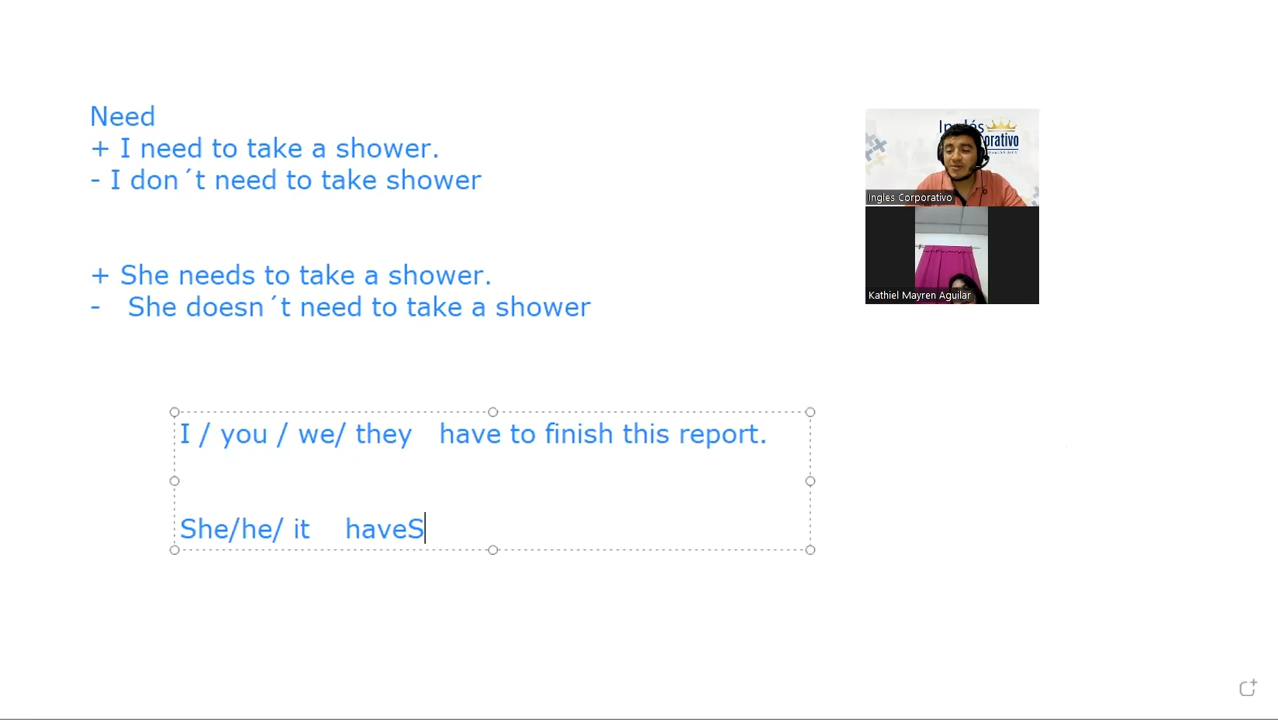 Need
+ I need to take a shower.
- I don´t need to take shower
+ She needs to take a shower.
- She doesn´t need to take a shower
I / you / we/ they have to finish this report.
She/he/ it haveS
Inglés
Corporativo
Ingles Corporativo
Kathiel Mayren Aguilar